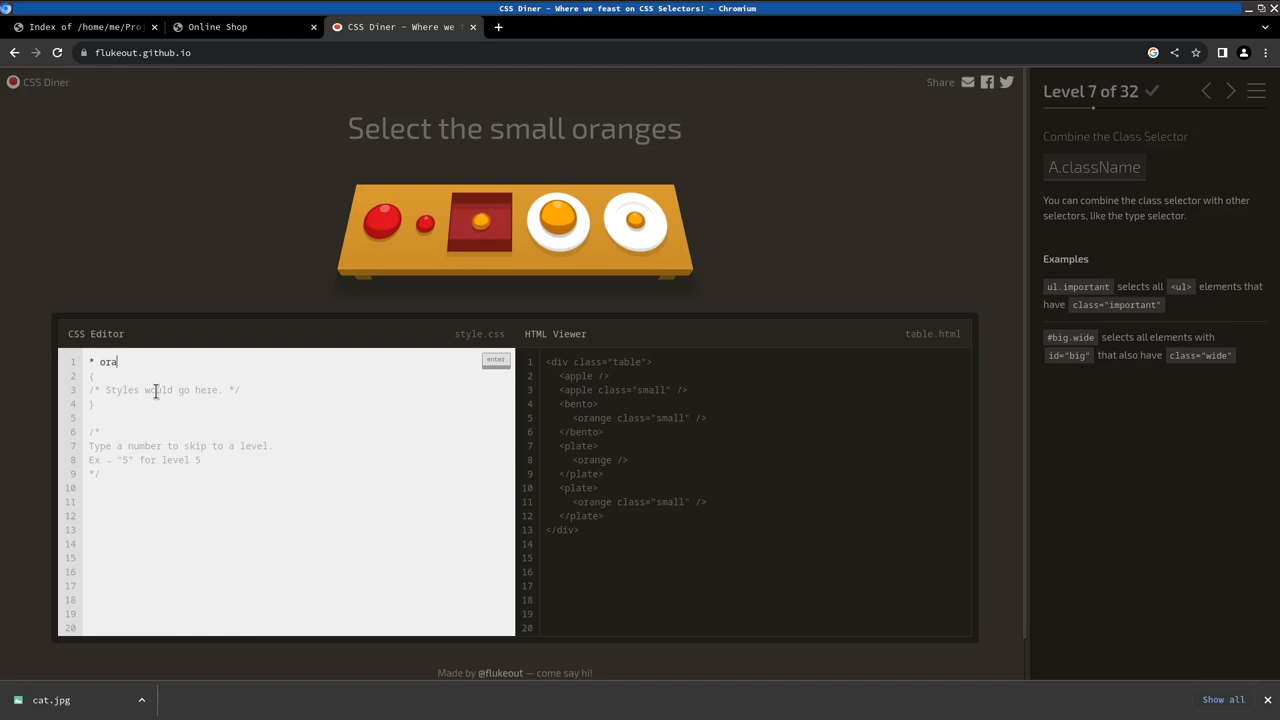 CSS Diner - Where we feast on CSS Selectors! - Chromium
Index of /home/me/Proj
Online Shop
CSS Diner - Where we f
flukeout.github.io
CSS Diner
Share
Select the small oranges
CSS Editor
style.css
HTML Viewer
table.html
1 * ora
enter
2 {
3 /* Styles would go here. */
4 }
5
6 /*
7 Type a number to skip to a level.
8 Ex → "5" for level 5
9 */
10
11
12
13
14
15
16
17
18
19
20
1 <div class="table">
2 <apple />
3 <apple class="small" />
4 <bento>
5 <orange class="small" />
6 </bento>
7 <plate>
8 <orange />
9 </plate>
10 <plate>
11 <orange class="small" />
12 </plate>
13 </div>
14
15
16
17
18
19
20
Made by @flukeout — come say hi!
Level 7 of 32
Combine the Class Selector
A.className
You can combine the class selector with other
selectors, like the type selector.
Examples
ul.important selects all <ul> elements that
have class="important"
#big.wide selects all elements with
id="big" that also have class="wide"
cat.jpg
Show all